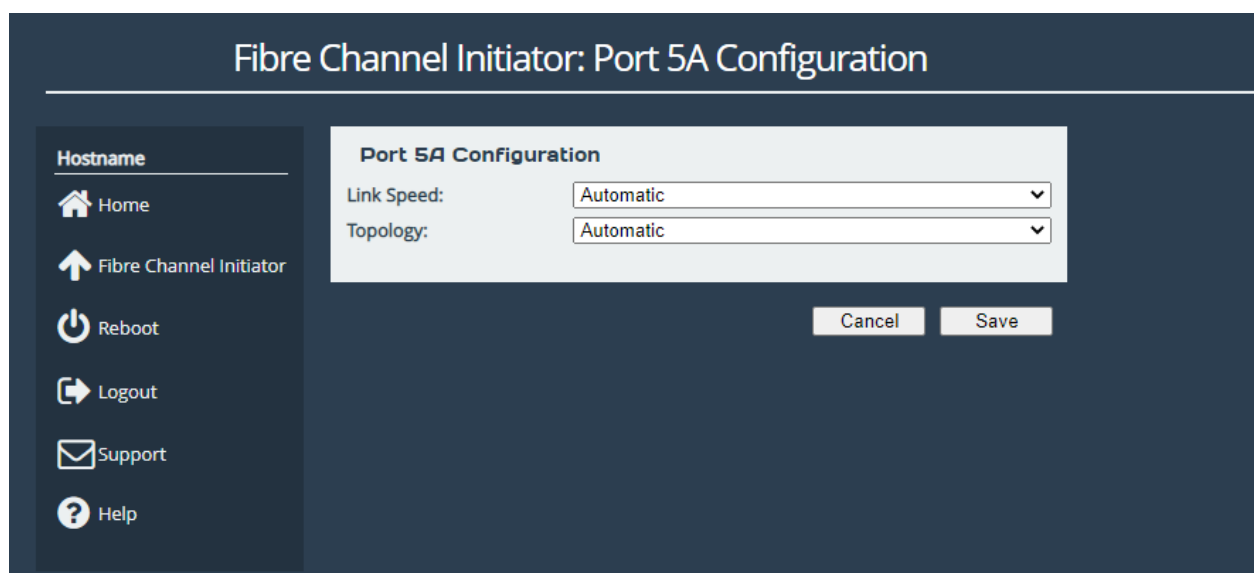 Fibre Channel Initiator: Port 5A Configuration
Hostname
Home
Fibre Channel Initiator
Reboot
Logout
Support
Help
Port 5A Configuration
Link Speed: Automatic
Topology: Automatic
Cancel Save